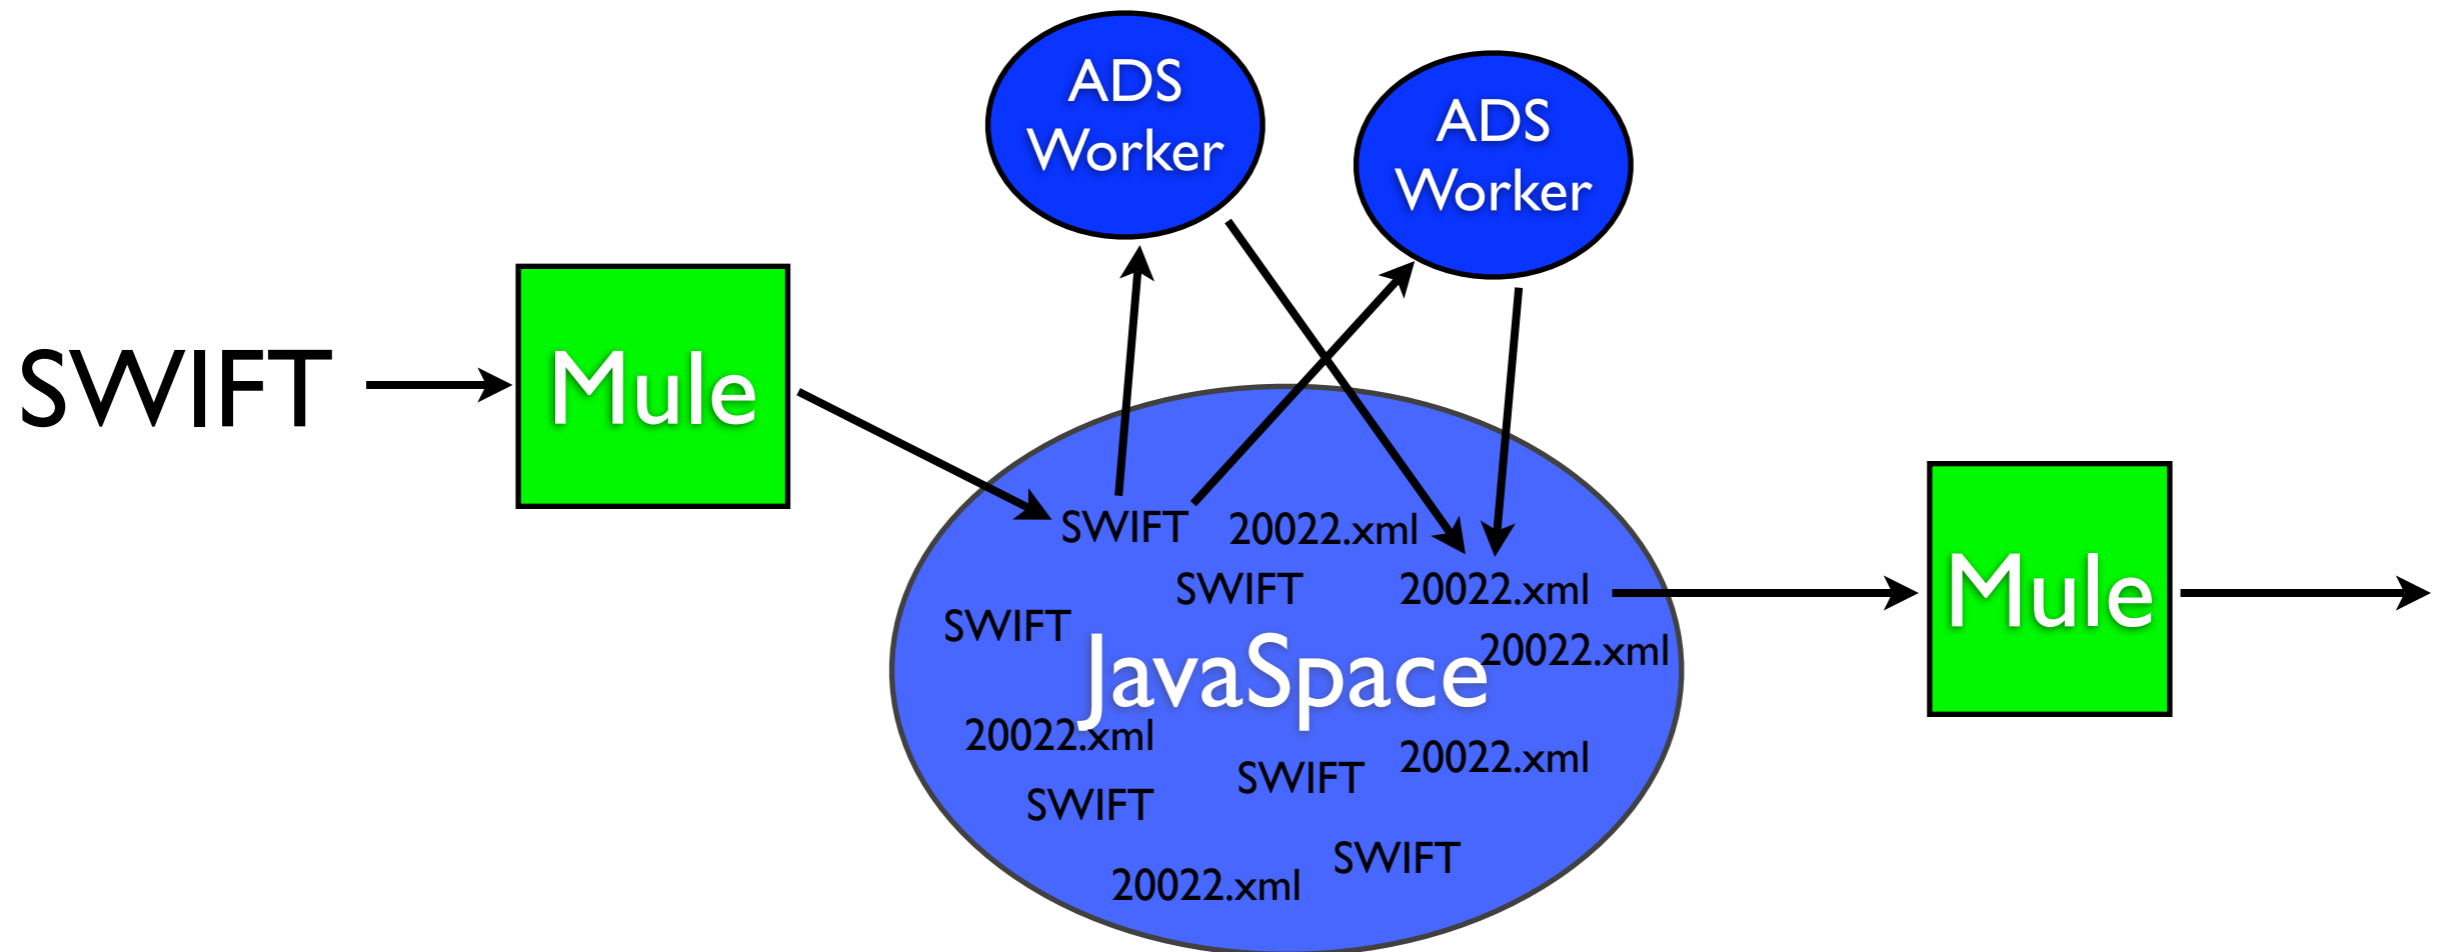 ADS
Worker
ADS
Worker
SWIFT
Mule
SWIFT
20022.xml
SWIFT
20022.xml
Mule
SWIFT
JavaSpace
20022.xml
20022.xml
20022.xml
SWIFT
SWIFT
SWIFT
20022.xml